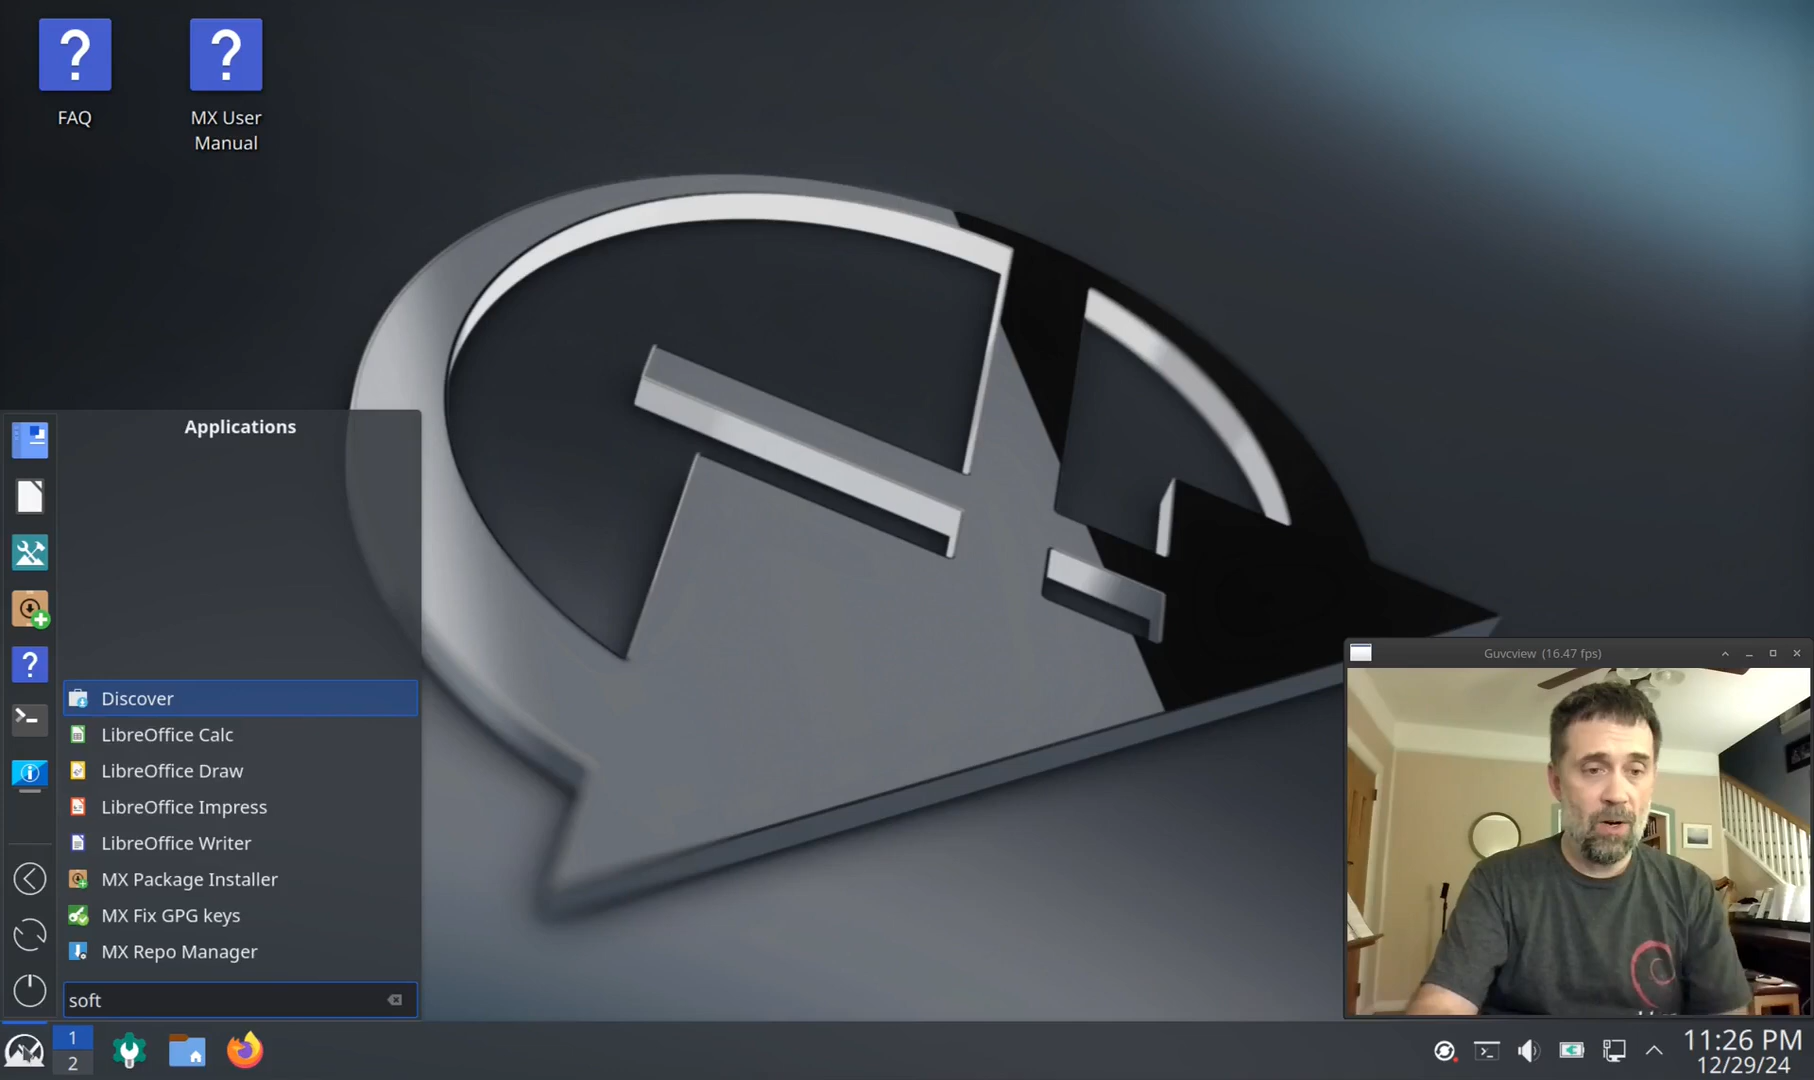 FAQ
MX User
Manual
Applications
Discover
LibreOffice Calc
LibreOffice Draw
LibreOffice Impress
LibreOffice Writer
MX Package Installer
MX Fix GPG keys
MX Repo Manager
soft
Guvcview (16.47 fps)
1
2
11:26 PM
12/29/24